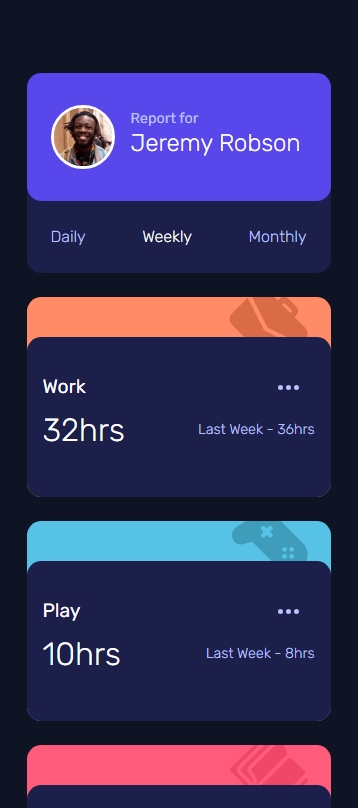 Report for
Jeremy Robson
Daily Weekly Monthly
Work
32hrs Last Week - 36hrs
Play
10hrs Last Week - 8hrs